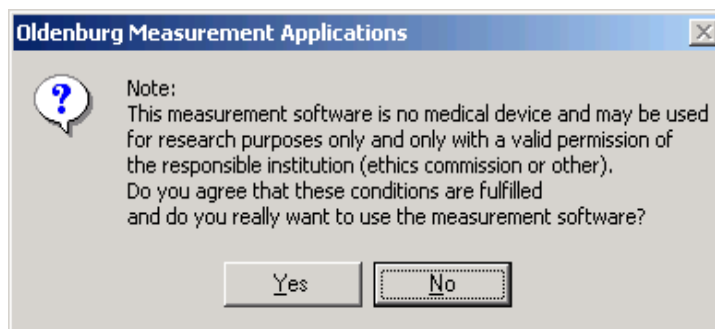 Oldenburg Measurement Applications
Note:
This measurement software is no medical device and may be used
for research purposes only and only with a valid permission of
the responsible institution (ethics commission or other).
Do you agree that these conditions are fulfilled
and do you really want to use the measurement software?
Yes
No